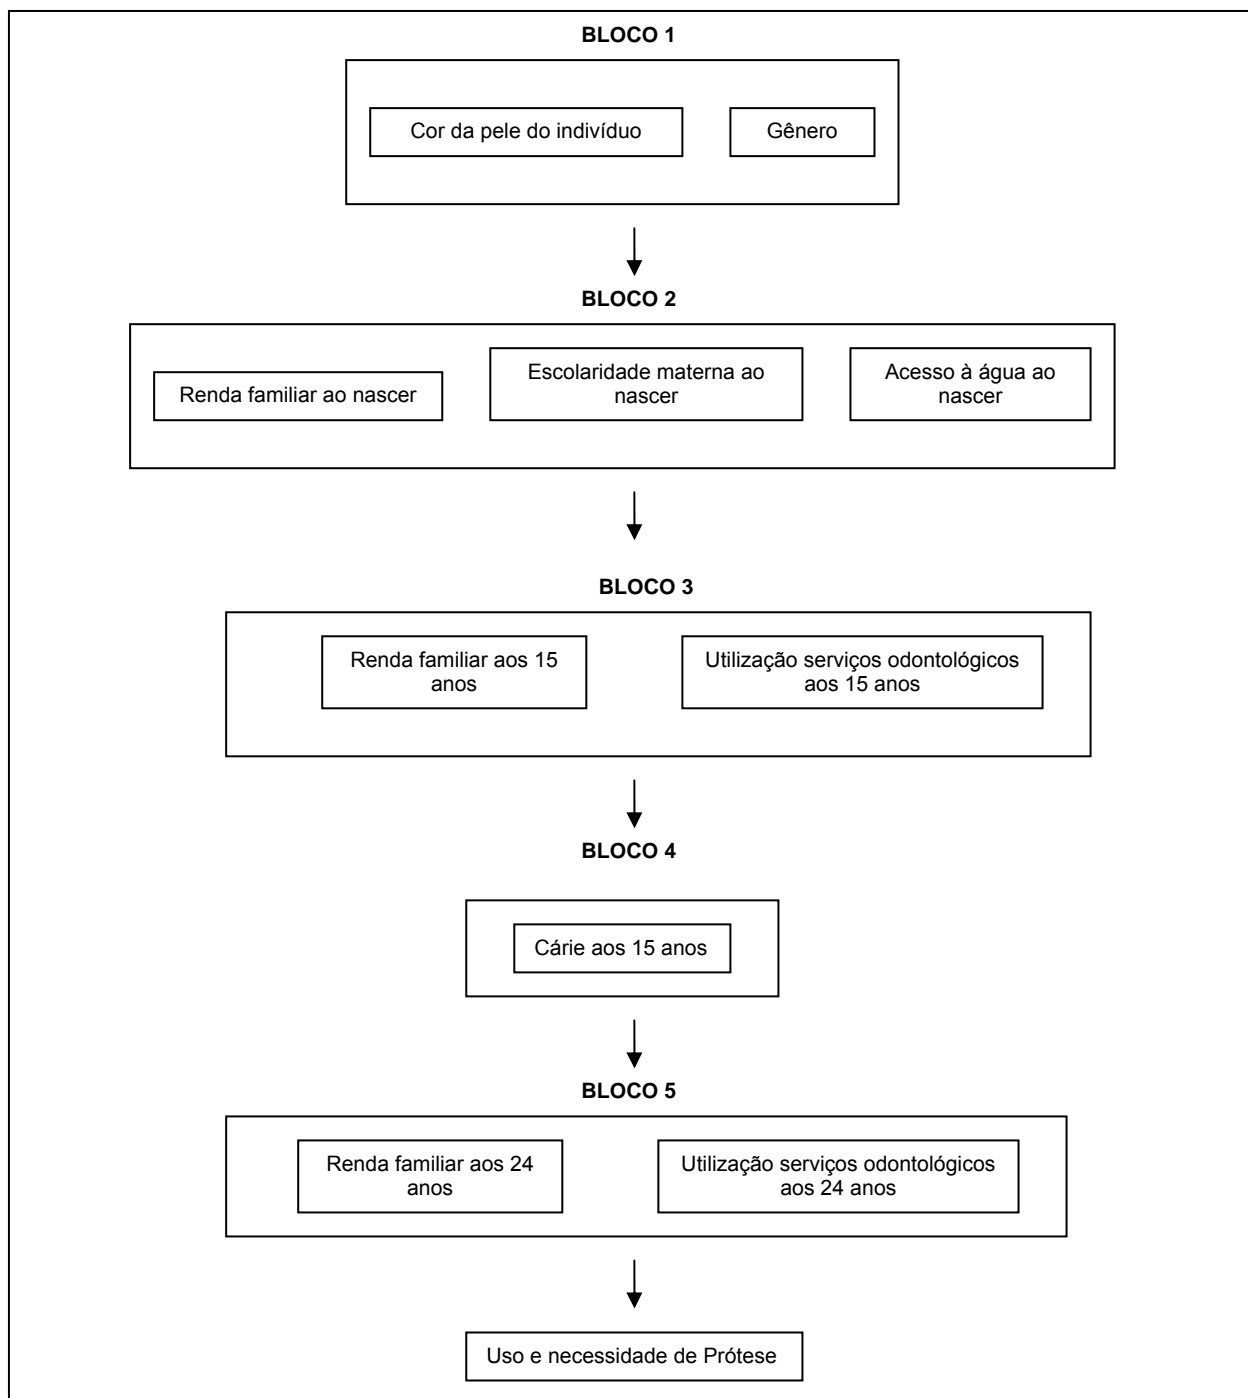 BLOCO 1
Cor da pele do indivíduo
Gênero
BLOCO 2
Renda familiar ao nascer
Escolaridade materna ao
nascer
Acesso à água ao
nascer
BLOCO 3
Renda familiar aos 15
anos
Utilização serviços odontológicos
aos 15 anos
BLOCO 4
Cárie aos 15 anos
BLOCO 5
Renda familiar aos 24
anos
Utilização serviços odontológicos
aos 24 anos
Uso e necessidade de Prótese